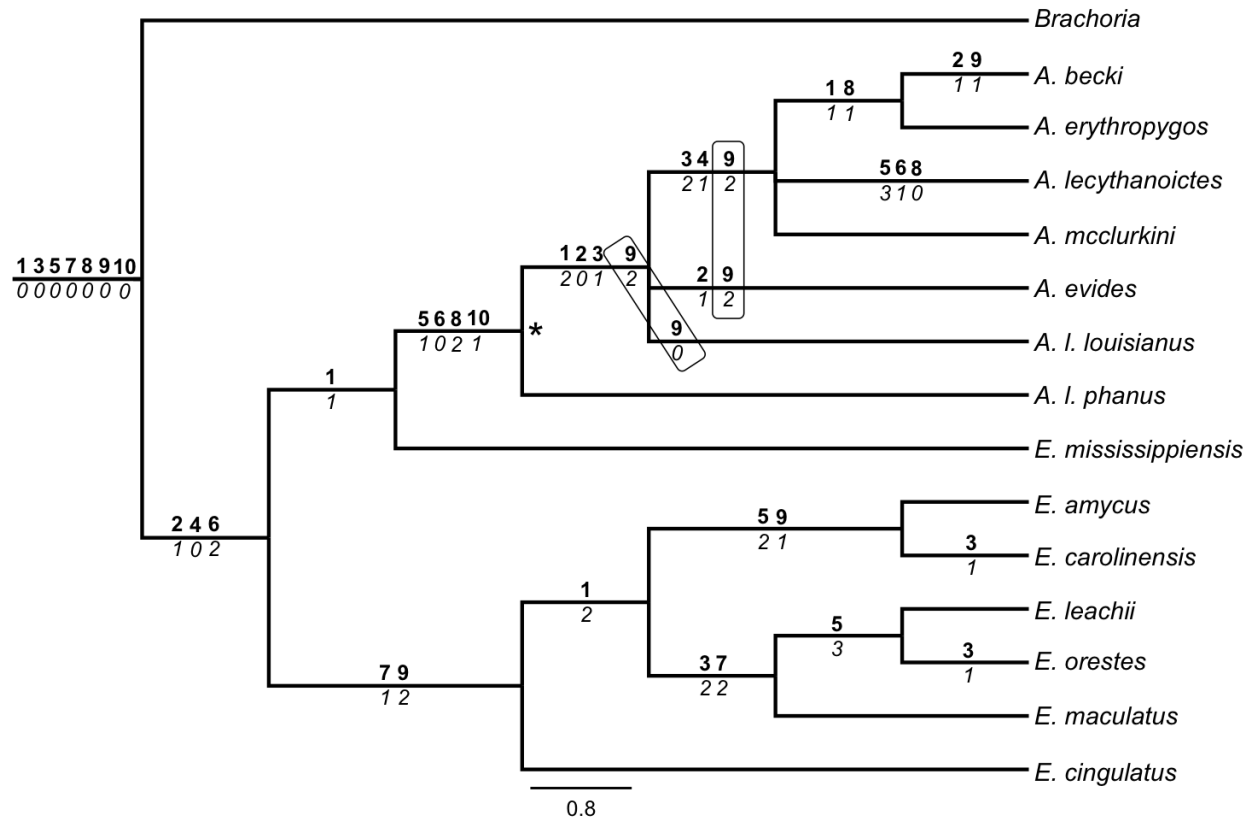 Brachoria
2 9
1 1
A. becki
1 8
1 1
A. erythropygos
3 4 9
2 1 2
5 6 8
3 1 0
A. lecythanoictes
A. mcclurkini
1 2 3 9
2 0 1 2
1 3 5 7 8 9 10
0 0 0 0 0 0 0
2 9
1 2
A. evides
9
0
A. l. louisianus
5 6 8 10
1 0 2 1
*
1
1
A. l. phanus
E. mississippiensis
2 4 6
1 0 2
5 9
2 1
E. amycus
3
1
E. carolinensis
1
2
E. leachii
5
3
3
1
E. orestes
7 9
1 2
3 7
2 2
E. maculatus
E. cingulatus
0.8